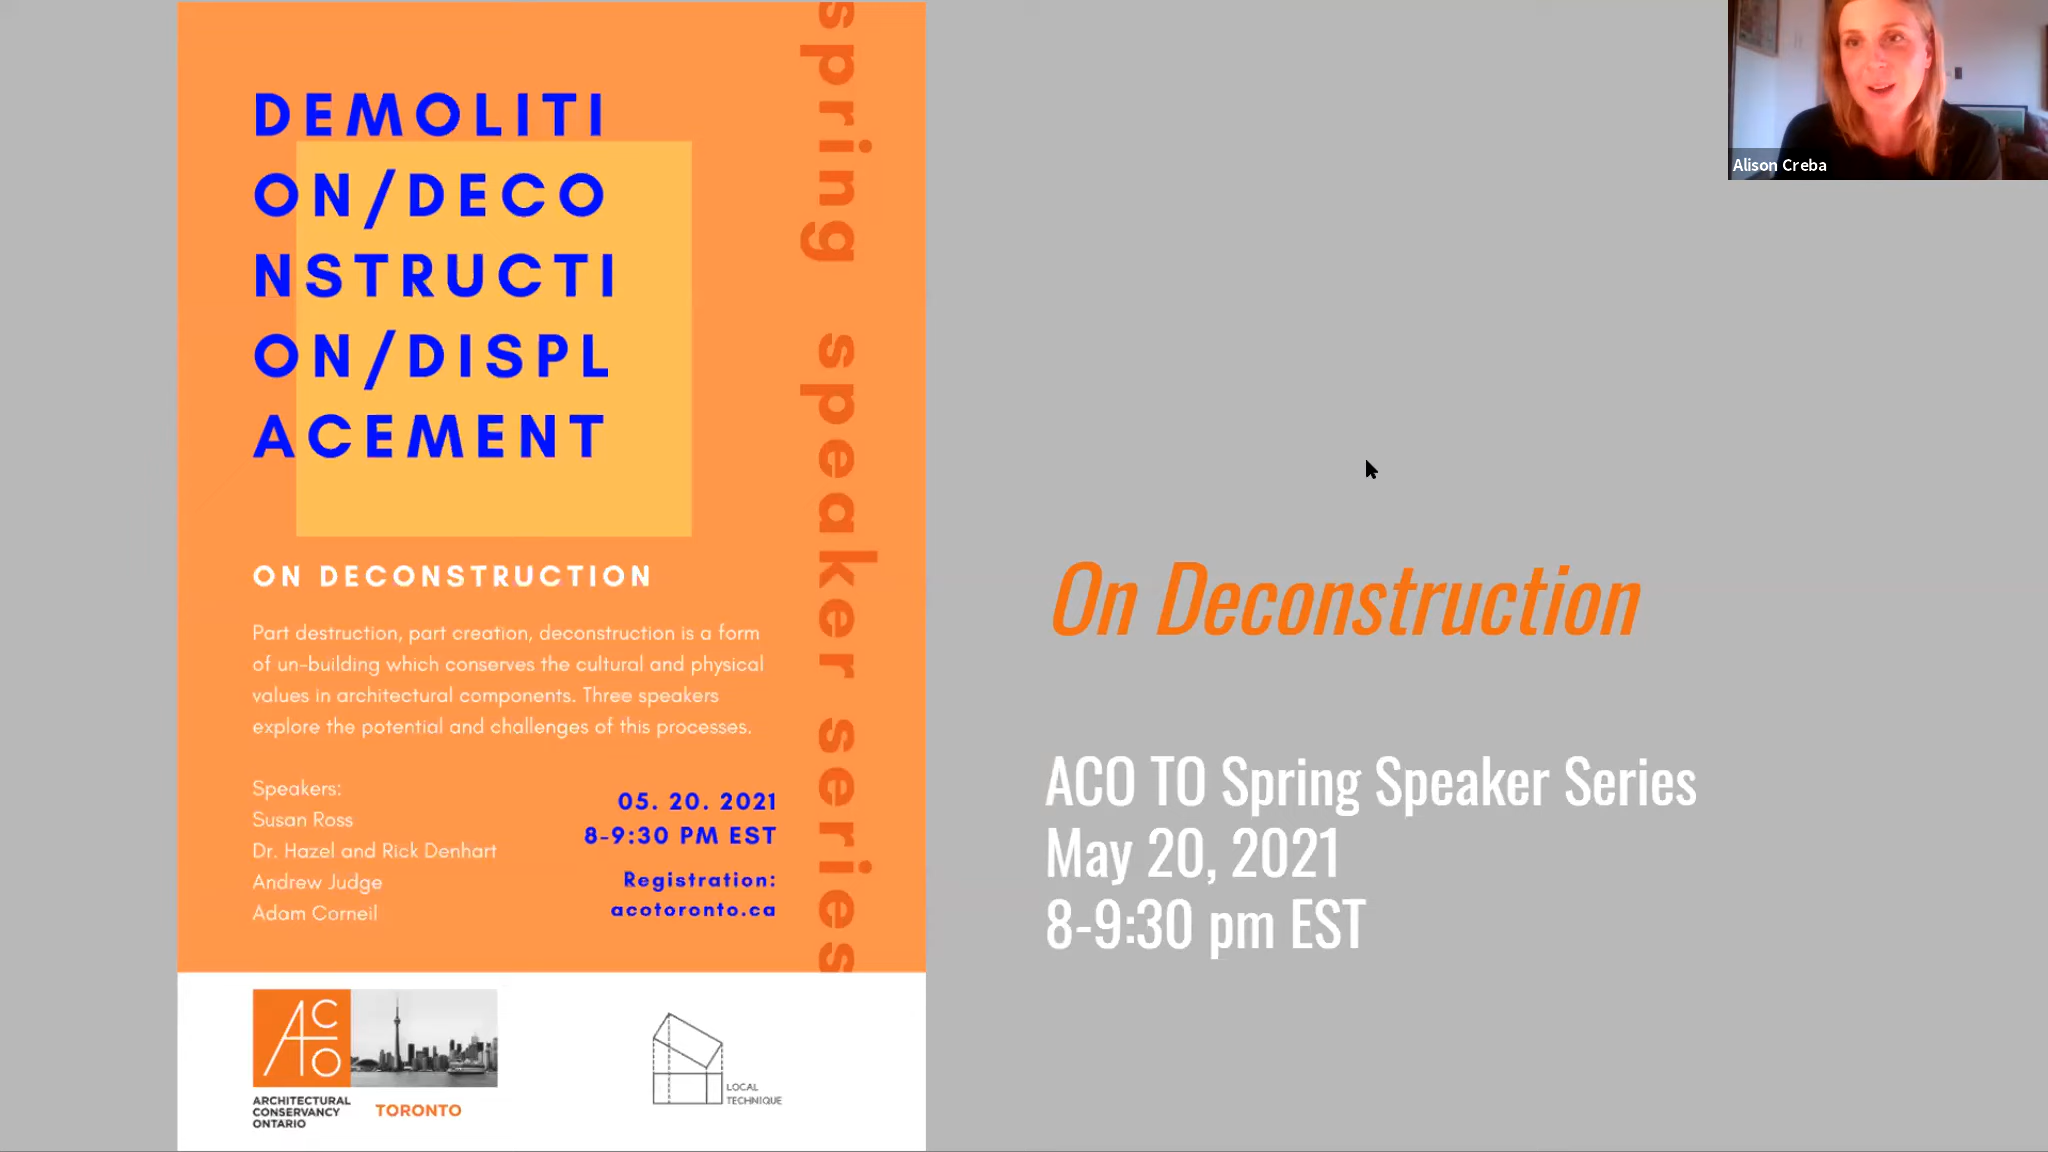 DEMOLITI
ON/DECO
NSTRUCTI
ON/DISPL
ACEMENT
spring speaker series
ON DECONSTRUCTION
Part destruction, part creation, deconstruction is a form
of un-building which conserves the cultural and physical
values in architectural components. Three speakers
explore the potential and challenges of this processes.
Speakers:
Susan Ross
Dr. Hazel and Rick Denhart
Andrew Judge
Adam Corneil
05. 20. 2021
8-9:30 PM EST
Registration:
acotoronto.ca
ACO
ARCHITECTURAL
CONSERVANCY
ONTARIO
TORONTO
LOCAL
TECHNIQUE
On Deconstruction
ACO TO Spring Speaker Series
May 20, 2021
8-9:30 pm EST
Alison Creba